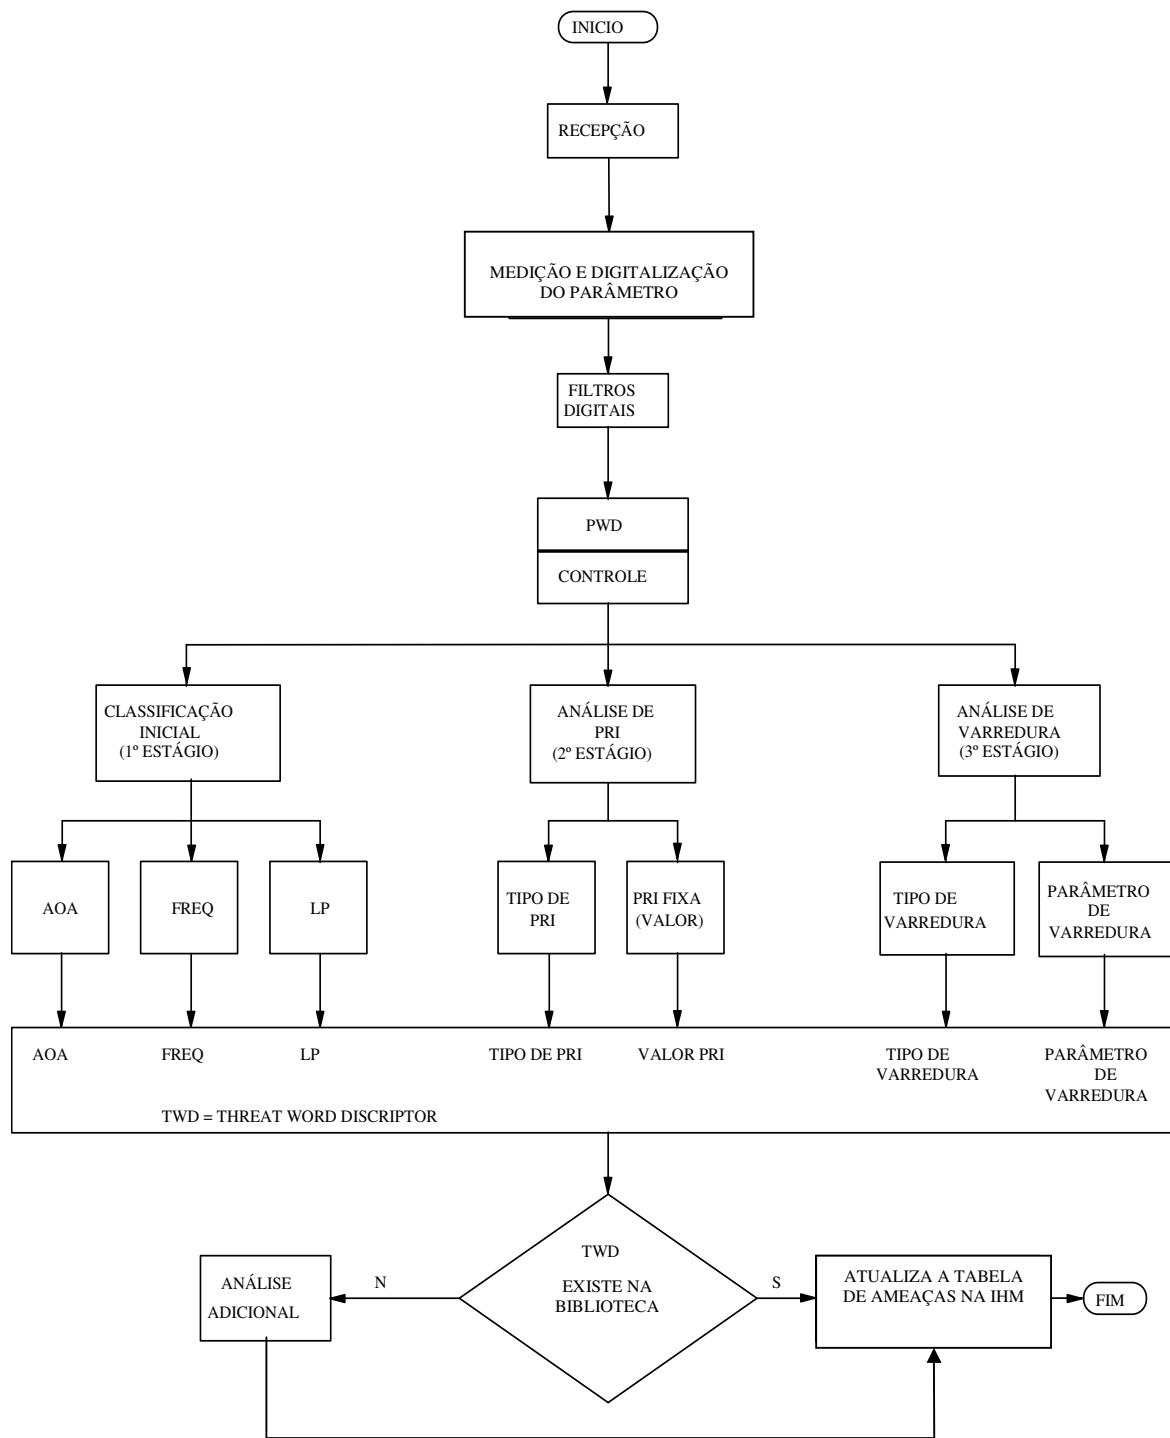 INICIO
RECEPÇÃO
MEDIÇÃO E DIGITALIZAÇÃO
DO PARÂMETRO
FILTROS
DIGITAIS
PWD
CONTROLE
CLASSIFICAÇÃO
INICIAL
(1º ESTÁGIO)
ANÁLISE DE
PRI
(2º ESTÁGIO)
ANÁLISE DE
VARREDURA
(3º ESTÁGIO)
AOA
FREQ
LP
TIPO DE
PRI
PRI FIXA
(VALOR)
TIPO DE
VARREDURA
PARÂMETRO
DE
VARREDURA
AOA
FREQ
LP
TIPO DE PRI
VALOR PRI
TIPO DE
VARREDURA
PARÂMETRO
DE
VARREDURA
TWD = THREAT WORD DISCRIPTOR
TWD
EXISTE NA
BIBLIOTECA
N
S
ANÁLISE
ADICIONAL
ATUALIZA A TABELA
DE AMEAÇAS NA IHM
FIM